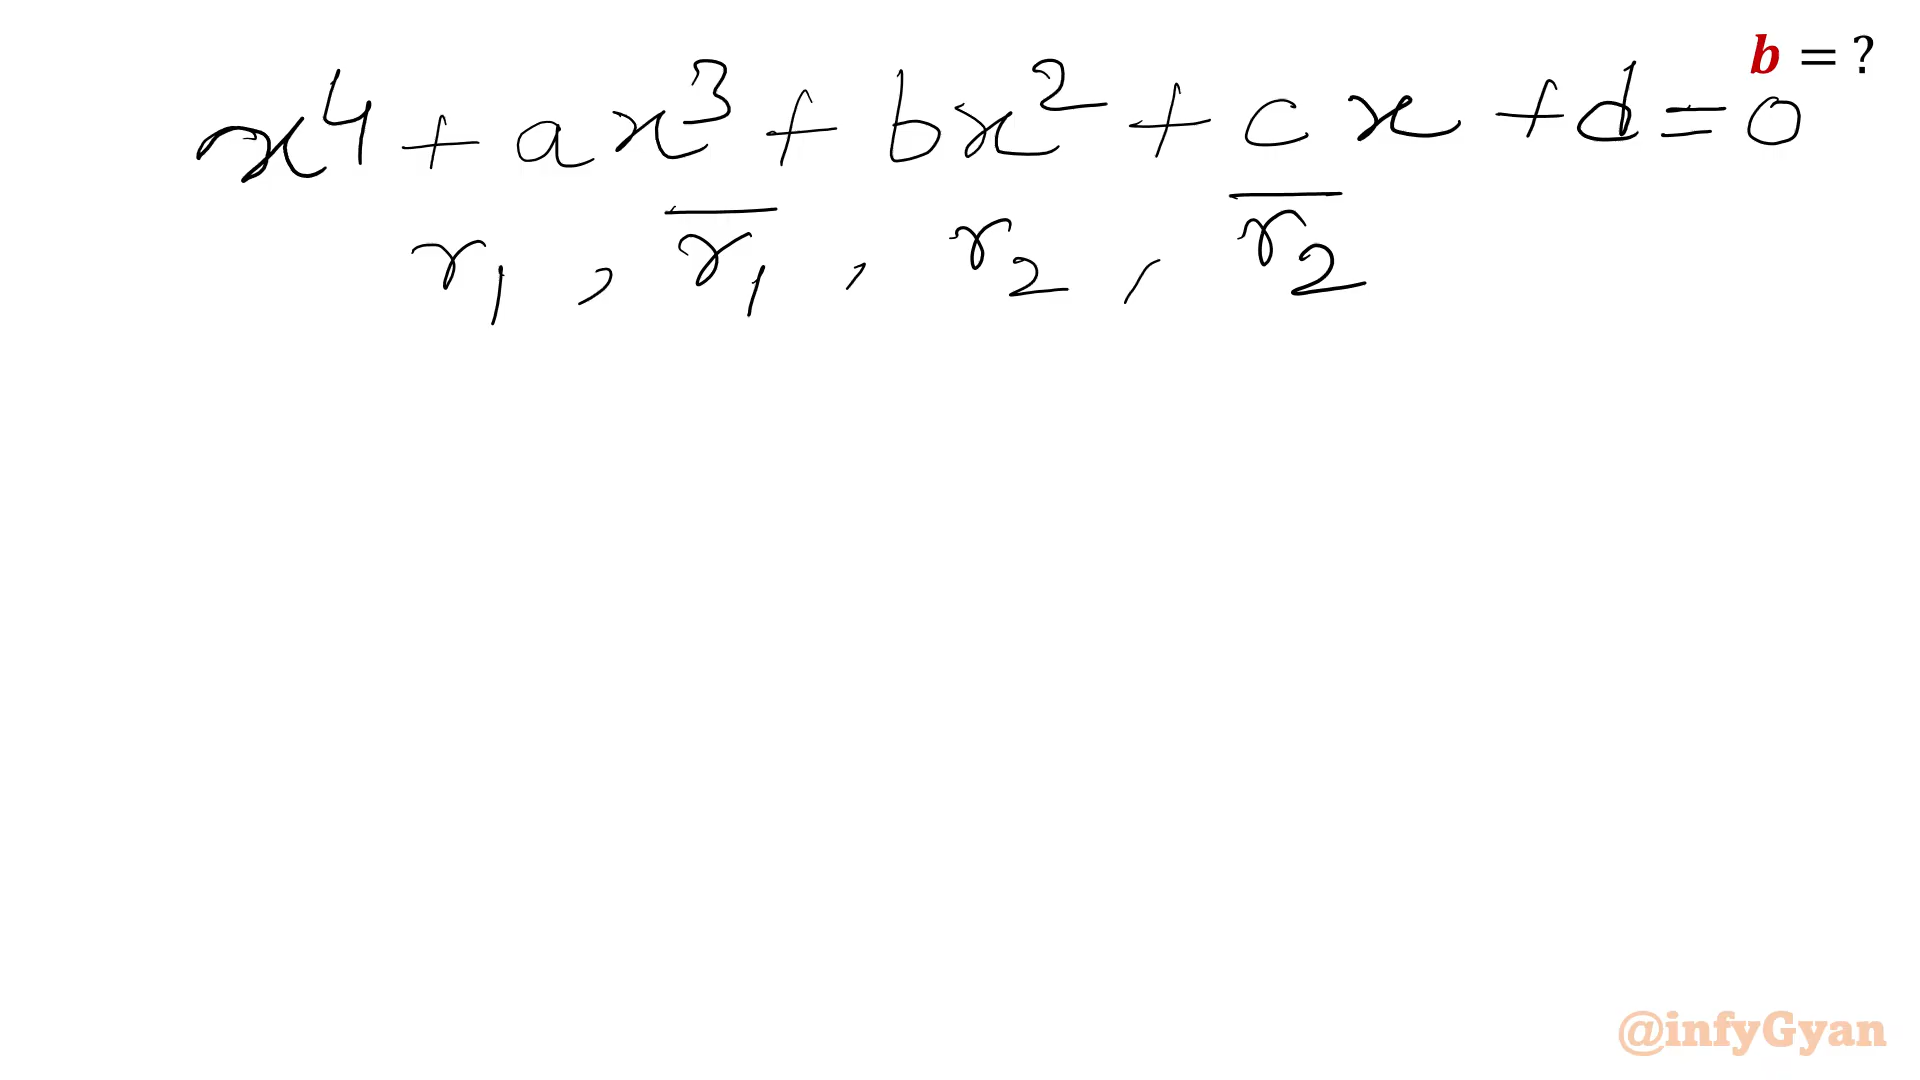 b = ?
x⁴ + ax³ + bx² + cx + d = 0
r₁ , r̅₁ , r₂ , r̅₂
@infyGyan